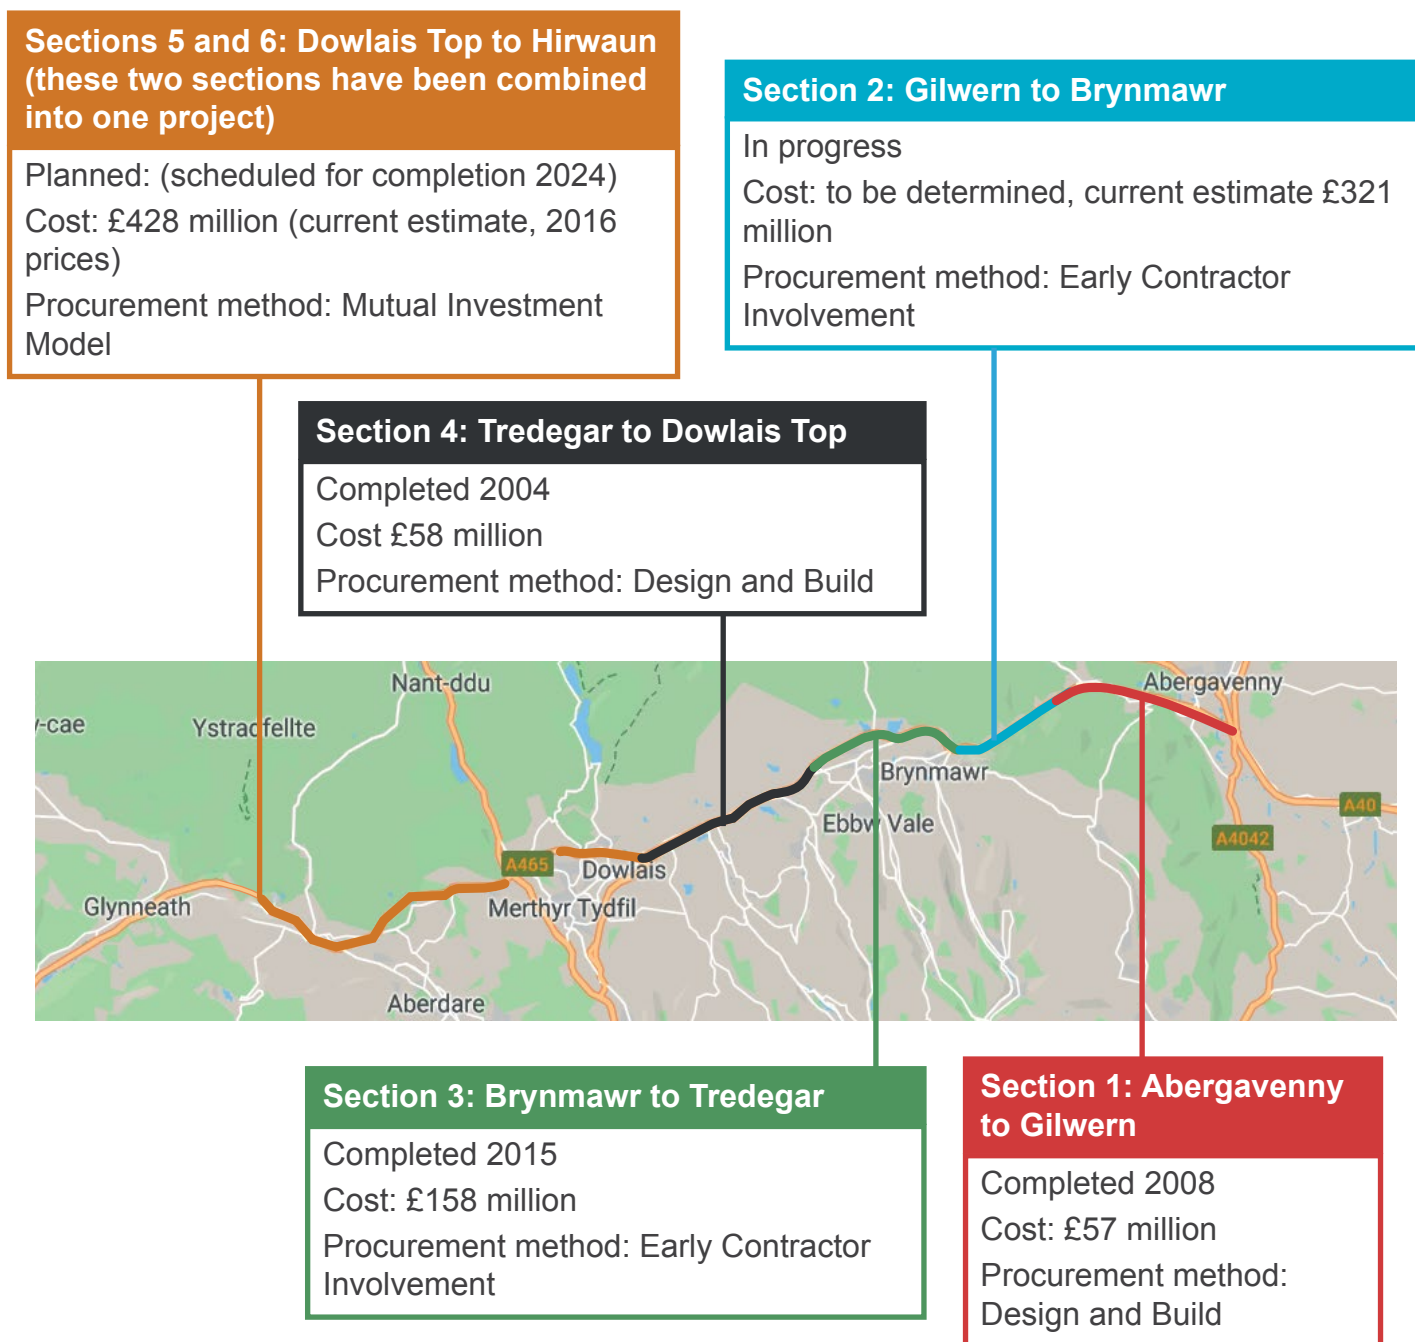 Sections 5 and 6: Dowlais Top to Hirwaun
(these two sections have been combined
into one project)
Planned: (scheduled for completion 2024)
Cost: £428 million (current estimate, 2016
prices)
Procurement method: Mutual Investment
Model
Section 2: Gilwern to Brynmawr
In progress
Cost: to be determined, current estimate £321
million
Procurement method: Early Contractor
Involvement
Section 4: Tredegar to Dowlais Top
Completed 2004
Cost £58 million
Procurement method: Design and Build
Nant-ddu
Abergavenny
y-cae
Ystradfellte
Brynmawr
A40
Ebbw Vale
A4042
A465
Dowlais
Glynneath
Merthyr Tydfil
Aberdare
Section 3: Brynmawr to Tredegar
Completed 2015
Cost: £158 million
Procurement method: Early Contractor
Involvement
Section 1: Abergavenny
to Gilwern
Completed 2008
Cost: £57 million
Procurement method:
Design and Build